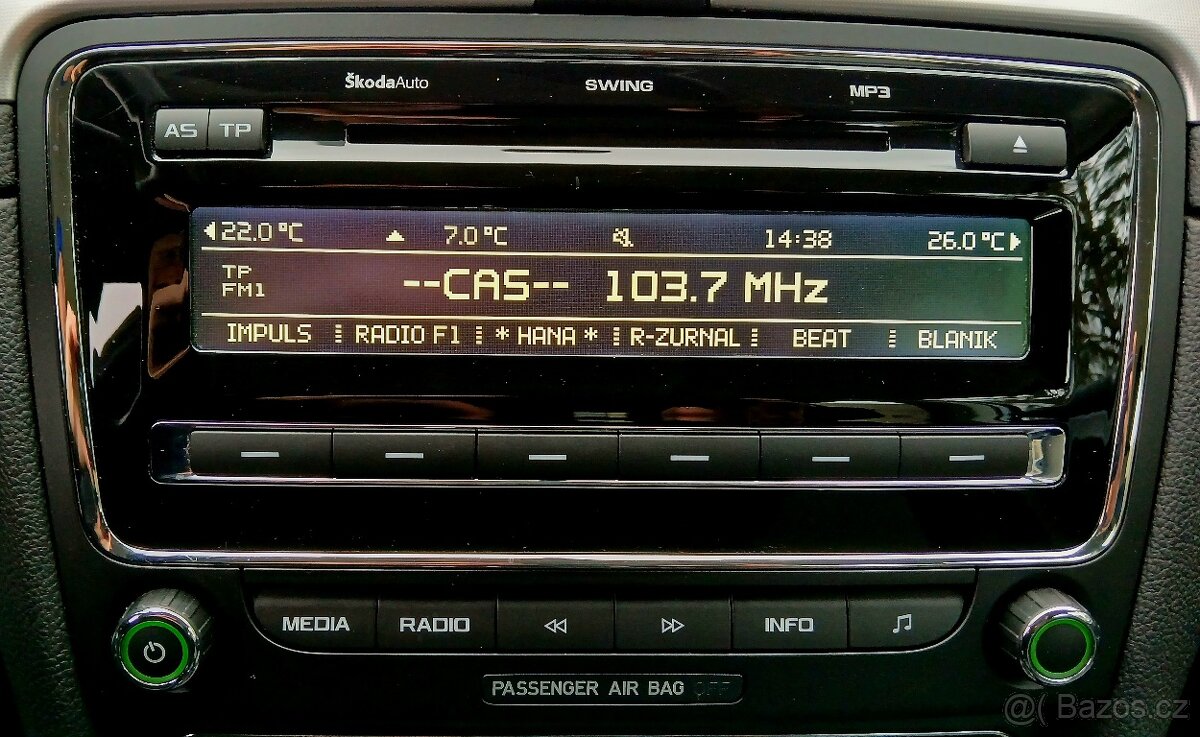 ŠkodaAuto SWING MP3
AS TP
22.0 °C 7.0 °C 14:38 26.0 °C
TP
FM1
--CAS-- 103.7 MHz
IMPULS RADIO F1 * HANA * R-ZURNAL BEAT BLANIK
MEDIA RADIO INFO
PASSENGER AIR BAG OFF
@( Bazos.cz